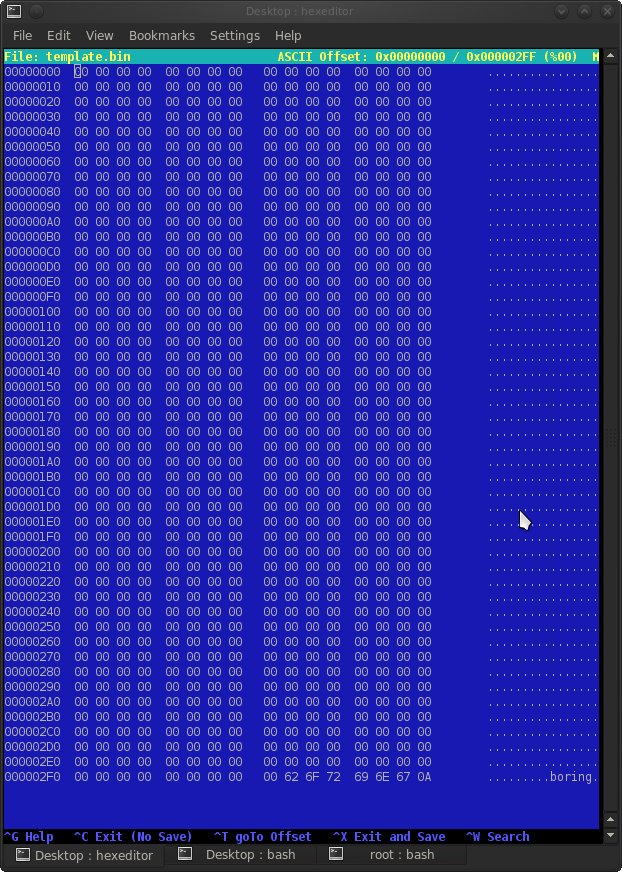 Desktop : hexeditor
File Edit View Bookmarks Settings Help
File: template.bin ASCII Offset: 0x00000000 / 0x000002FF (%00) M
00000000 00 00 00 00 00 00 00 00 00 00 00 00 00 00 00 00 ................
00000010 00 00 00 00 00 00 00 00 00 00 00 00 00 00 00 00 ................
00000020 00 00 00 00 00 00 00 00 00 00 00 00 00 00 00 00 ................
00000030 00 00 00 00 00 00 00 00 00 00 00 00 00 00 00 00 ................
00000040 00 00 00 00 00 00 00 00 00 00 00 00 00 00 00 00 ................
00000050 00 00 00 00 00 00 00 00 00 00 00 00 00 00 00 00 ................
00000060 00 00 00 00 00 00 00 00 00 00 00 00 00 00 00 00 ................
00000070 00 00 00 00 00 00 00 00 00 00 00 00 00 00 00 00 ................
00000080 00 00 00 00 00 00 00 00 00 00 00 00 00 00 00 00 ................
00000090 00 00 00 00 00 00 00 00 00 00 00 00 00 00 00 00 ................
000000A0 00 00 00 00 00 00 00 00 00 00 00 00 00 00 00 00 ................
000000B0 00 00 00 00 00 00 00 00 00 00 00 00 00 00 00 00 ................
000000C0 00 00 00 00 00 00 00 00 00 00 00 00 00 00 00 00 ................
000000D0 00 00 00 00 00 00 00 00 00 00 00 00 00 00 00 00 ................
000000E0 00 00 00 00 00 00 00 00 00 00 00 00 00 00 00 00 ................
000000F0 00 00 00 00 00 00 00 00 00 00 00 00 00 00 00 00 ................
00000100 00 00 00 00 00 00 00 00 00 00 00 00 00 00 00 00 ................
00000110 00 00 00 00 00 00 00 00 00 00 00 00 00 00 00 00 ................
00000120 00 00 00 00 00 00 00 00 00 00 00 00 00 00 00 00 ................
00000130 00 00 00 00 00 00 00 00 00 00 00 00 00 00 00 00 ................
00000140 00 00 00 00 00 00 00 00 00 00 00 00 00 00 00 00 ................
00000150 00 00 00 00 00 00 00 00 00 00 00 00 00 00 00 00 ................
00000160 00 00 00 00 00 00 00 00 00 00 00 00 00 00 00 00 ................
00000170 00 00 00 00 00 00 00 00 00 00 00 00 00 00 00 00 ................
00000180 00 00 00 00 00 00 00 00 00 00 00 00 00 00 00 00 ................
00000190 00 00 00 00 00 00 00 00 00 00 00 00 00 00 00 00 ................
000001A0 00 00 00 00 00 00 00 00 00 00 00 00 00 00 00 00 ................
000001B0 00 00 00 00 00 00 00 00 00 00 00 00 00 00 00 00 ................
000001C0 00 00 00 00 00 00 00 00 00 00 00 00 00 00 00 00 ................
000001D0 00 00 00 00 00 00 00 00 00 00 00 00 00 00 00 00 ................
000001E0 00 00 00 00 00 00 00 00 00 00 00 00 00 00 00 00 ................
000001F0 00 00 00 00 00 00 00 00 00 00 00 00 00 00 00 00 ................
00000200 00 00 00 00 00 00 00 00 00 00 00 00 00 00 00 00 ................
00000210 00 00 00 00 00 00 00 00 00 00 00 00 00 00 00 00 ................
00000220 00 00 00 00 00 00 00 00 00 00 00 00 00 00 00 00 ................
00000230 00 00 00 00 00 00 00 00 00 00 00 00 00 00 00 00 ................
00000240 00 00 00 00 00 00 00 00 00 00 00 00 00 00 00 00 ................
00000250 00 00 00 00 00 00 00 00 00 00 00 00 00 00 00 00 ................
00000260 00 00 00 00 00 00 00 00 00 00 00 00 00 00 00 00 ................
00000270 00 00 00 00 00 00 00 00 00 00 00 00 00 00 00 00 ................
00000280 00 00 00 00 00 00 00 00 00 00 00 00 00 00 00 00 ................
00000290 00 00 00 00 00 00 00 00 00 00 00 00 00 00 00 00 ................
000002A0 00 00 00 00 00 00 00 00 00 00 00 00 00 00 00 00 ................
000002B0 00 00 00 00 00 00 00 00 00 00 00 00 00 00 00 00 ................
000002C0 00 00 00 00 00 00 00 00 00 00 00 00 00 00 00 00 ................
000002D0 00 00 00 00 00 00 00 00 00 00 00 00 00 00 00 00 ................
000002E0 00 00 00 00 00 00 00 00 00 00 00 00 00 00 00 00 ................
000002F0 00 00 00 00 00 00 00 00 00 62 6F 72 69 6E 67 0A .........boring.
^G Help ^C Exit (No Save) ^T goTo Offset ^X Exit and Save ^W Search
Desktop : hexeditor Desktop : bash root : bash